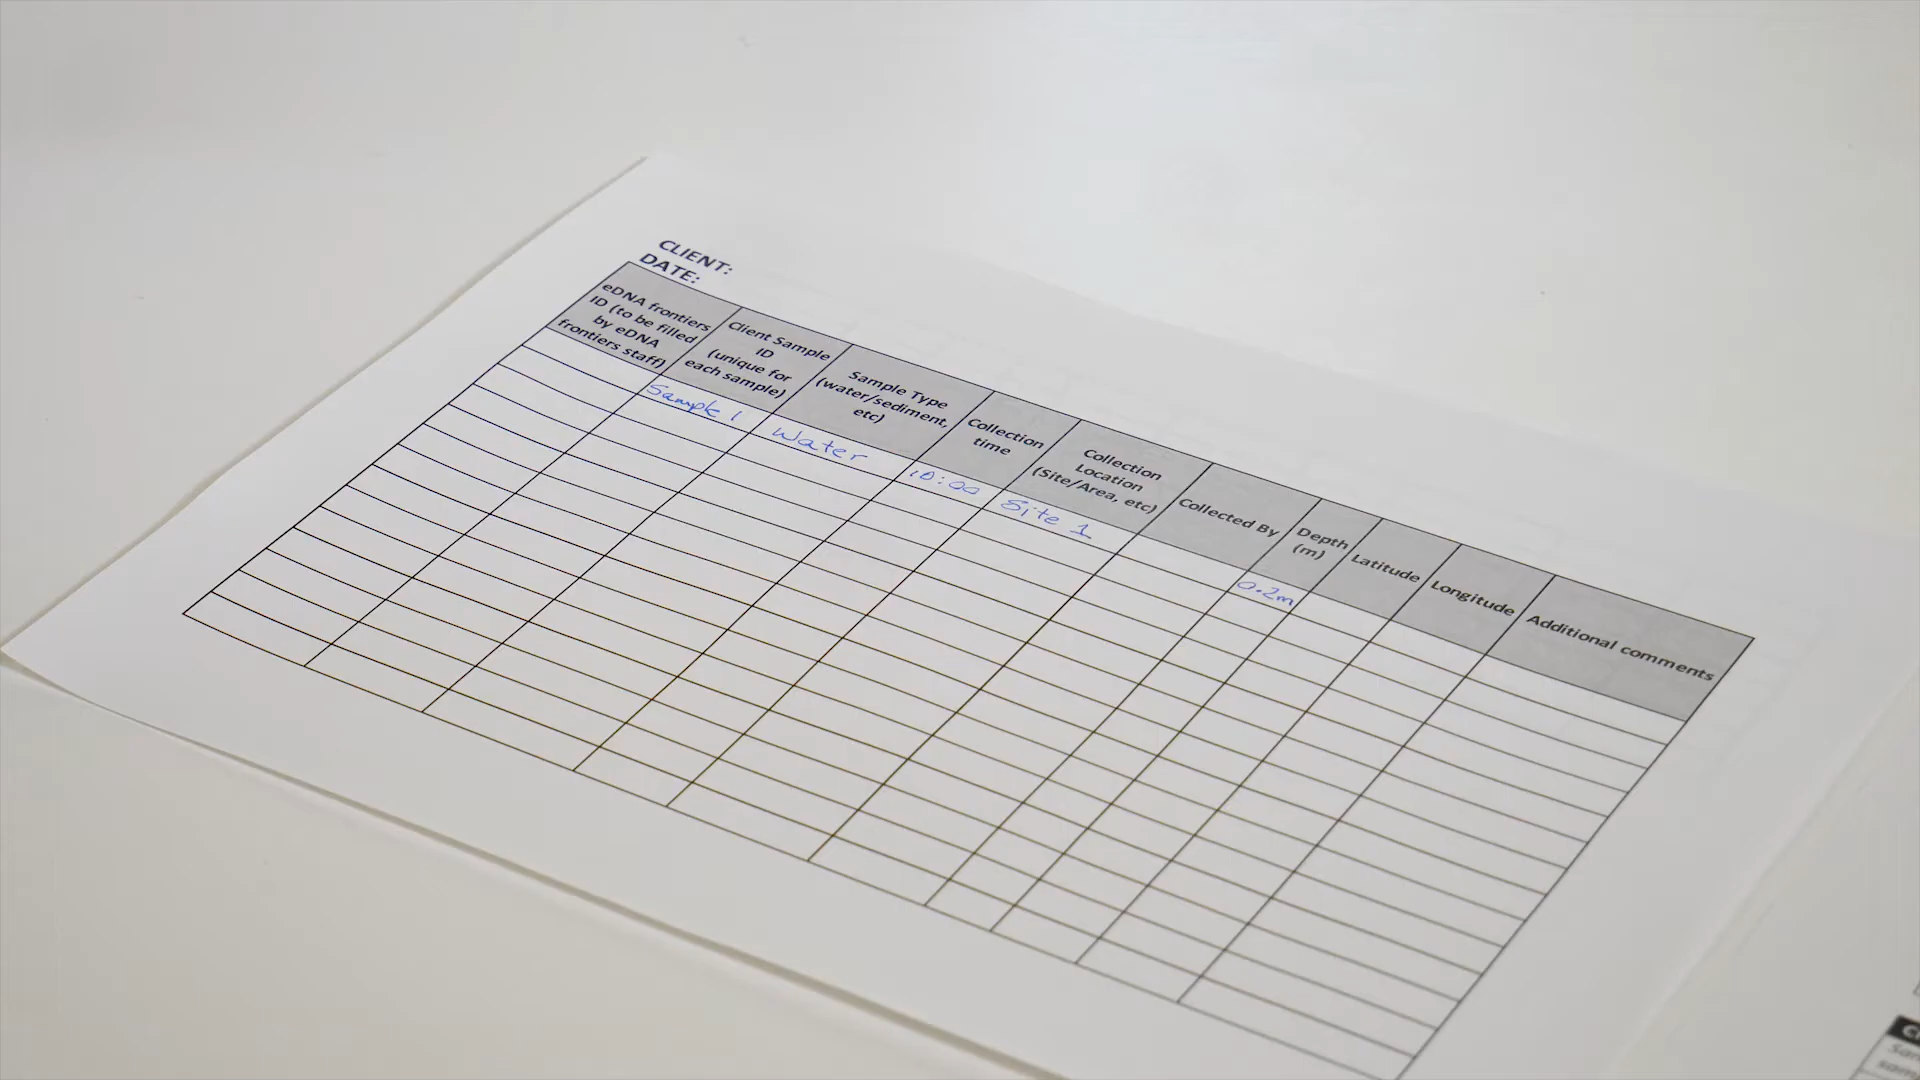 CLIENT:
DATE:
eDNA frontiers
ID (to be filled
by eDNA
frontiers staff)
Client Sample
ID
(unique for
each sample)
Sample Type
(water/sediment,
etc)
Collection
time
Collection
Location
(Site/Area, etc)
Collected By
Depth
(m)
Latitude
Longitude
Additional comments
Sample 1
Water
10:00
Site 1
0.2m